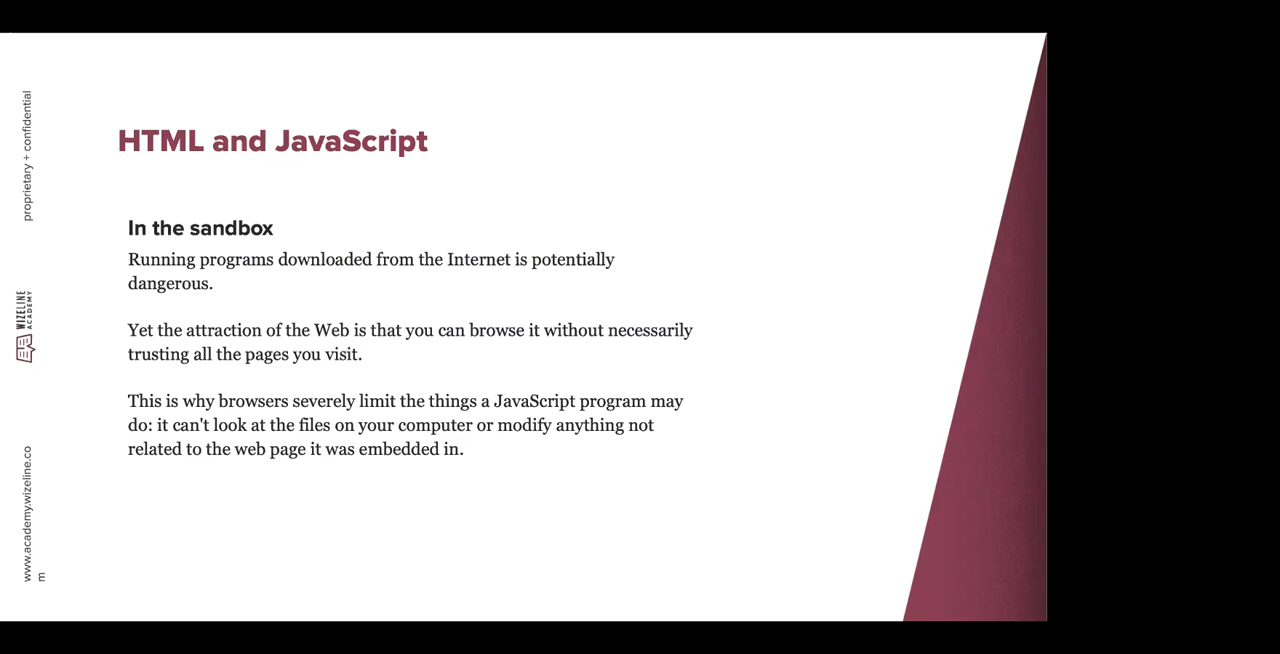 proprietary + confidential
WIZELINE
ACADEMY
www.academy.wizeline.co
m
HTML and JavaScript
In the sandbox
Running programs downloaded from the Internet is potentially
dangerous.
Yet the attraction of the Web is that you can browse it without necessarily
trusting all the pages you visit.
This is why browsers severely limit the things a JavaScript program may
do: it can't look at the files on your computer or modify anything not
related to the web page it was embedded in.